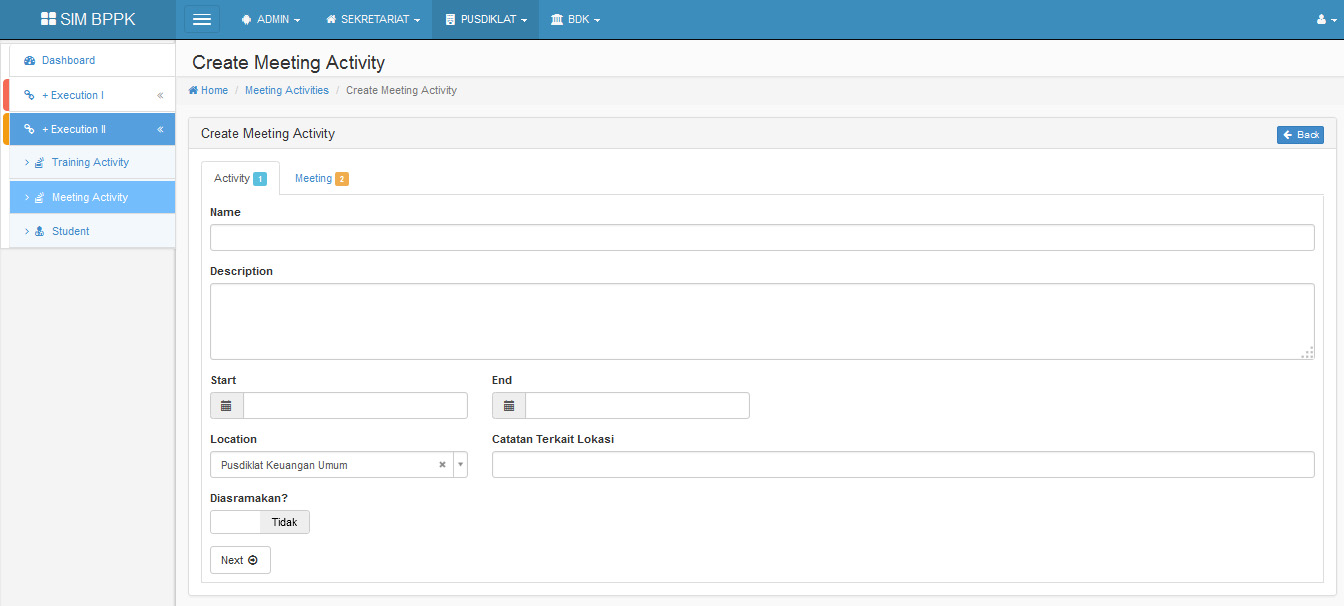 SIM BPPK
ADMIN SEKRETARIAT PUSDIKLAT BDK
Dashboard
+ Execution I «
+ Execution II «
Training Activity
Meeting Activity
Student
Create Meeting Activity
Home / Meeting Activities / Create Meeting Activity
Create Meeting Activity
Back
Activity 1 Meeting 2
Name
Description
Start End
Location Catatan Terkait Lokasi
Pusdiklat Keuangan Umum ×
Diasramakan?
Tidak
Next